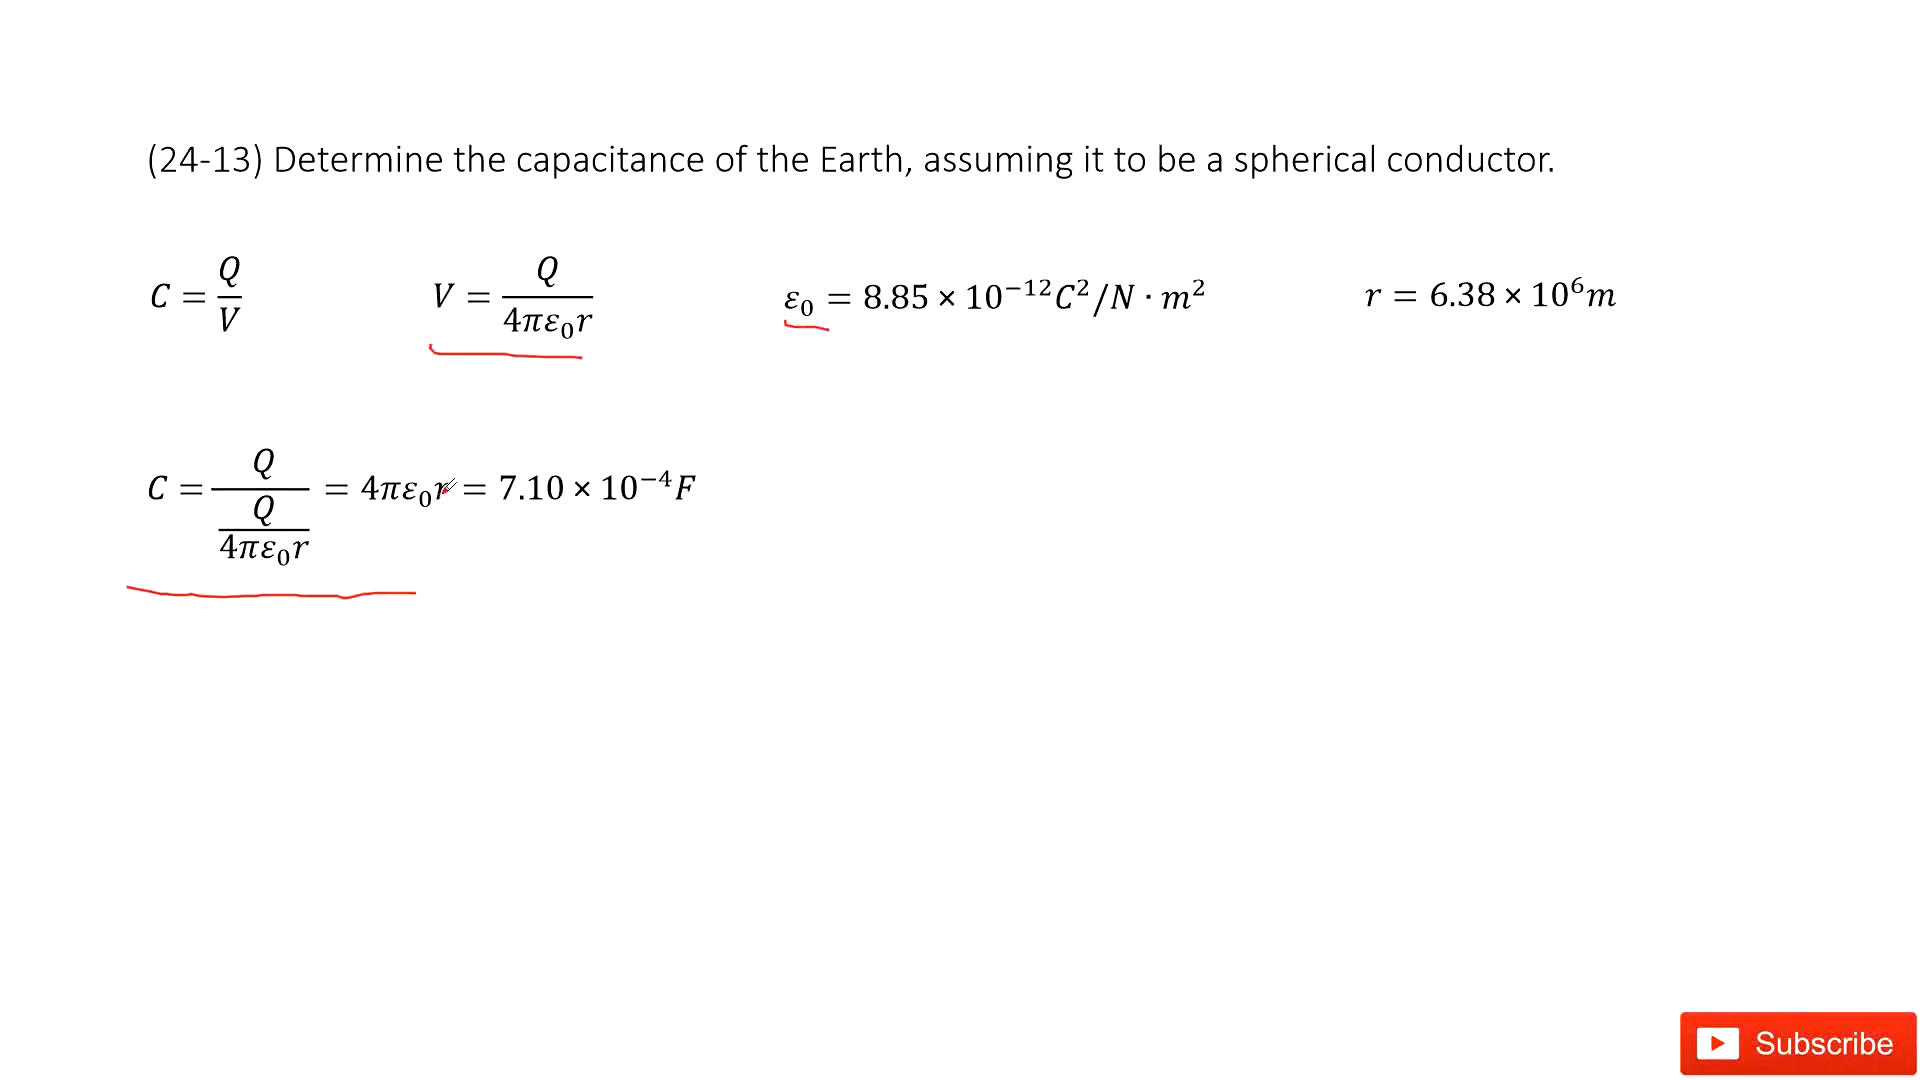 (24-13) Determine the capacitance of the Earth, assuming it to be a spherical conductor.
C = Q/V    V = Q/(4πε₀r)    ε₀ = 8.85 × 10⁻¹²C²/N · m²    r = 6.38 × 10⁶m
C = Q/(Q/(4πε₀r)) = 4πε₀r = 7.10 × 10⁻⁴F
Subscribe